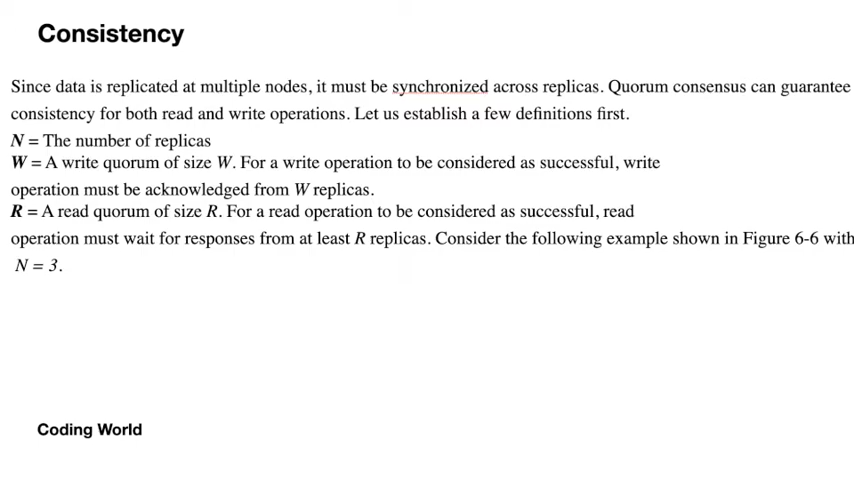 Consistency
Since data is replicated at multiple nodes, it must be synchronized across replicas. Quorum consensus can guarantee
consistency for both read and write operations. Let us establish a few definitions first.
N = The number of replicas
W = A write quorum of size W. For a write operation to be considered as successful, write
operation must be acknowledged from W replicas.
R = A read quorum of size R. For a read operation to be considered as successful, read
operation must wait for responses from at least R replicas. Consider the following example shown in Figure 6-6 with
N = 3.
Coding World